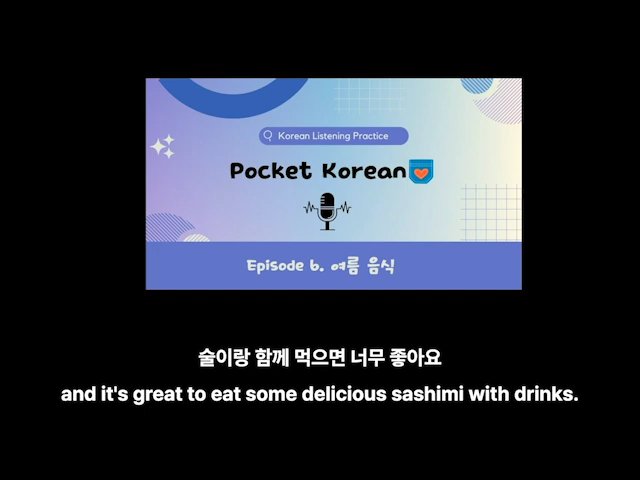 Korean Listening Practice
Pocket Korean
Episode 6. 여름 음식
술이랑 함께 먹으면 너무 좋아요
and it's great to eat some delicious sashimi with drinks.